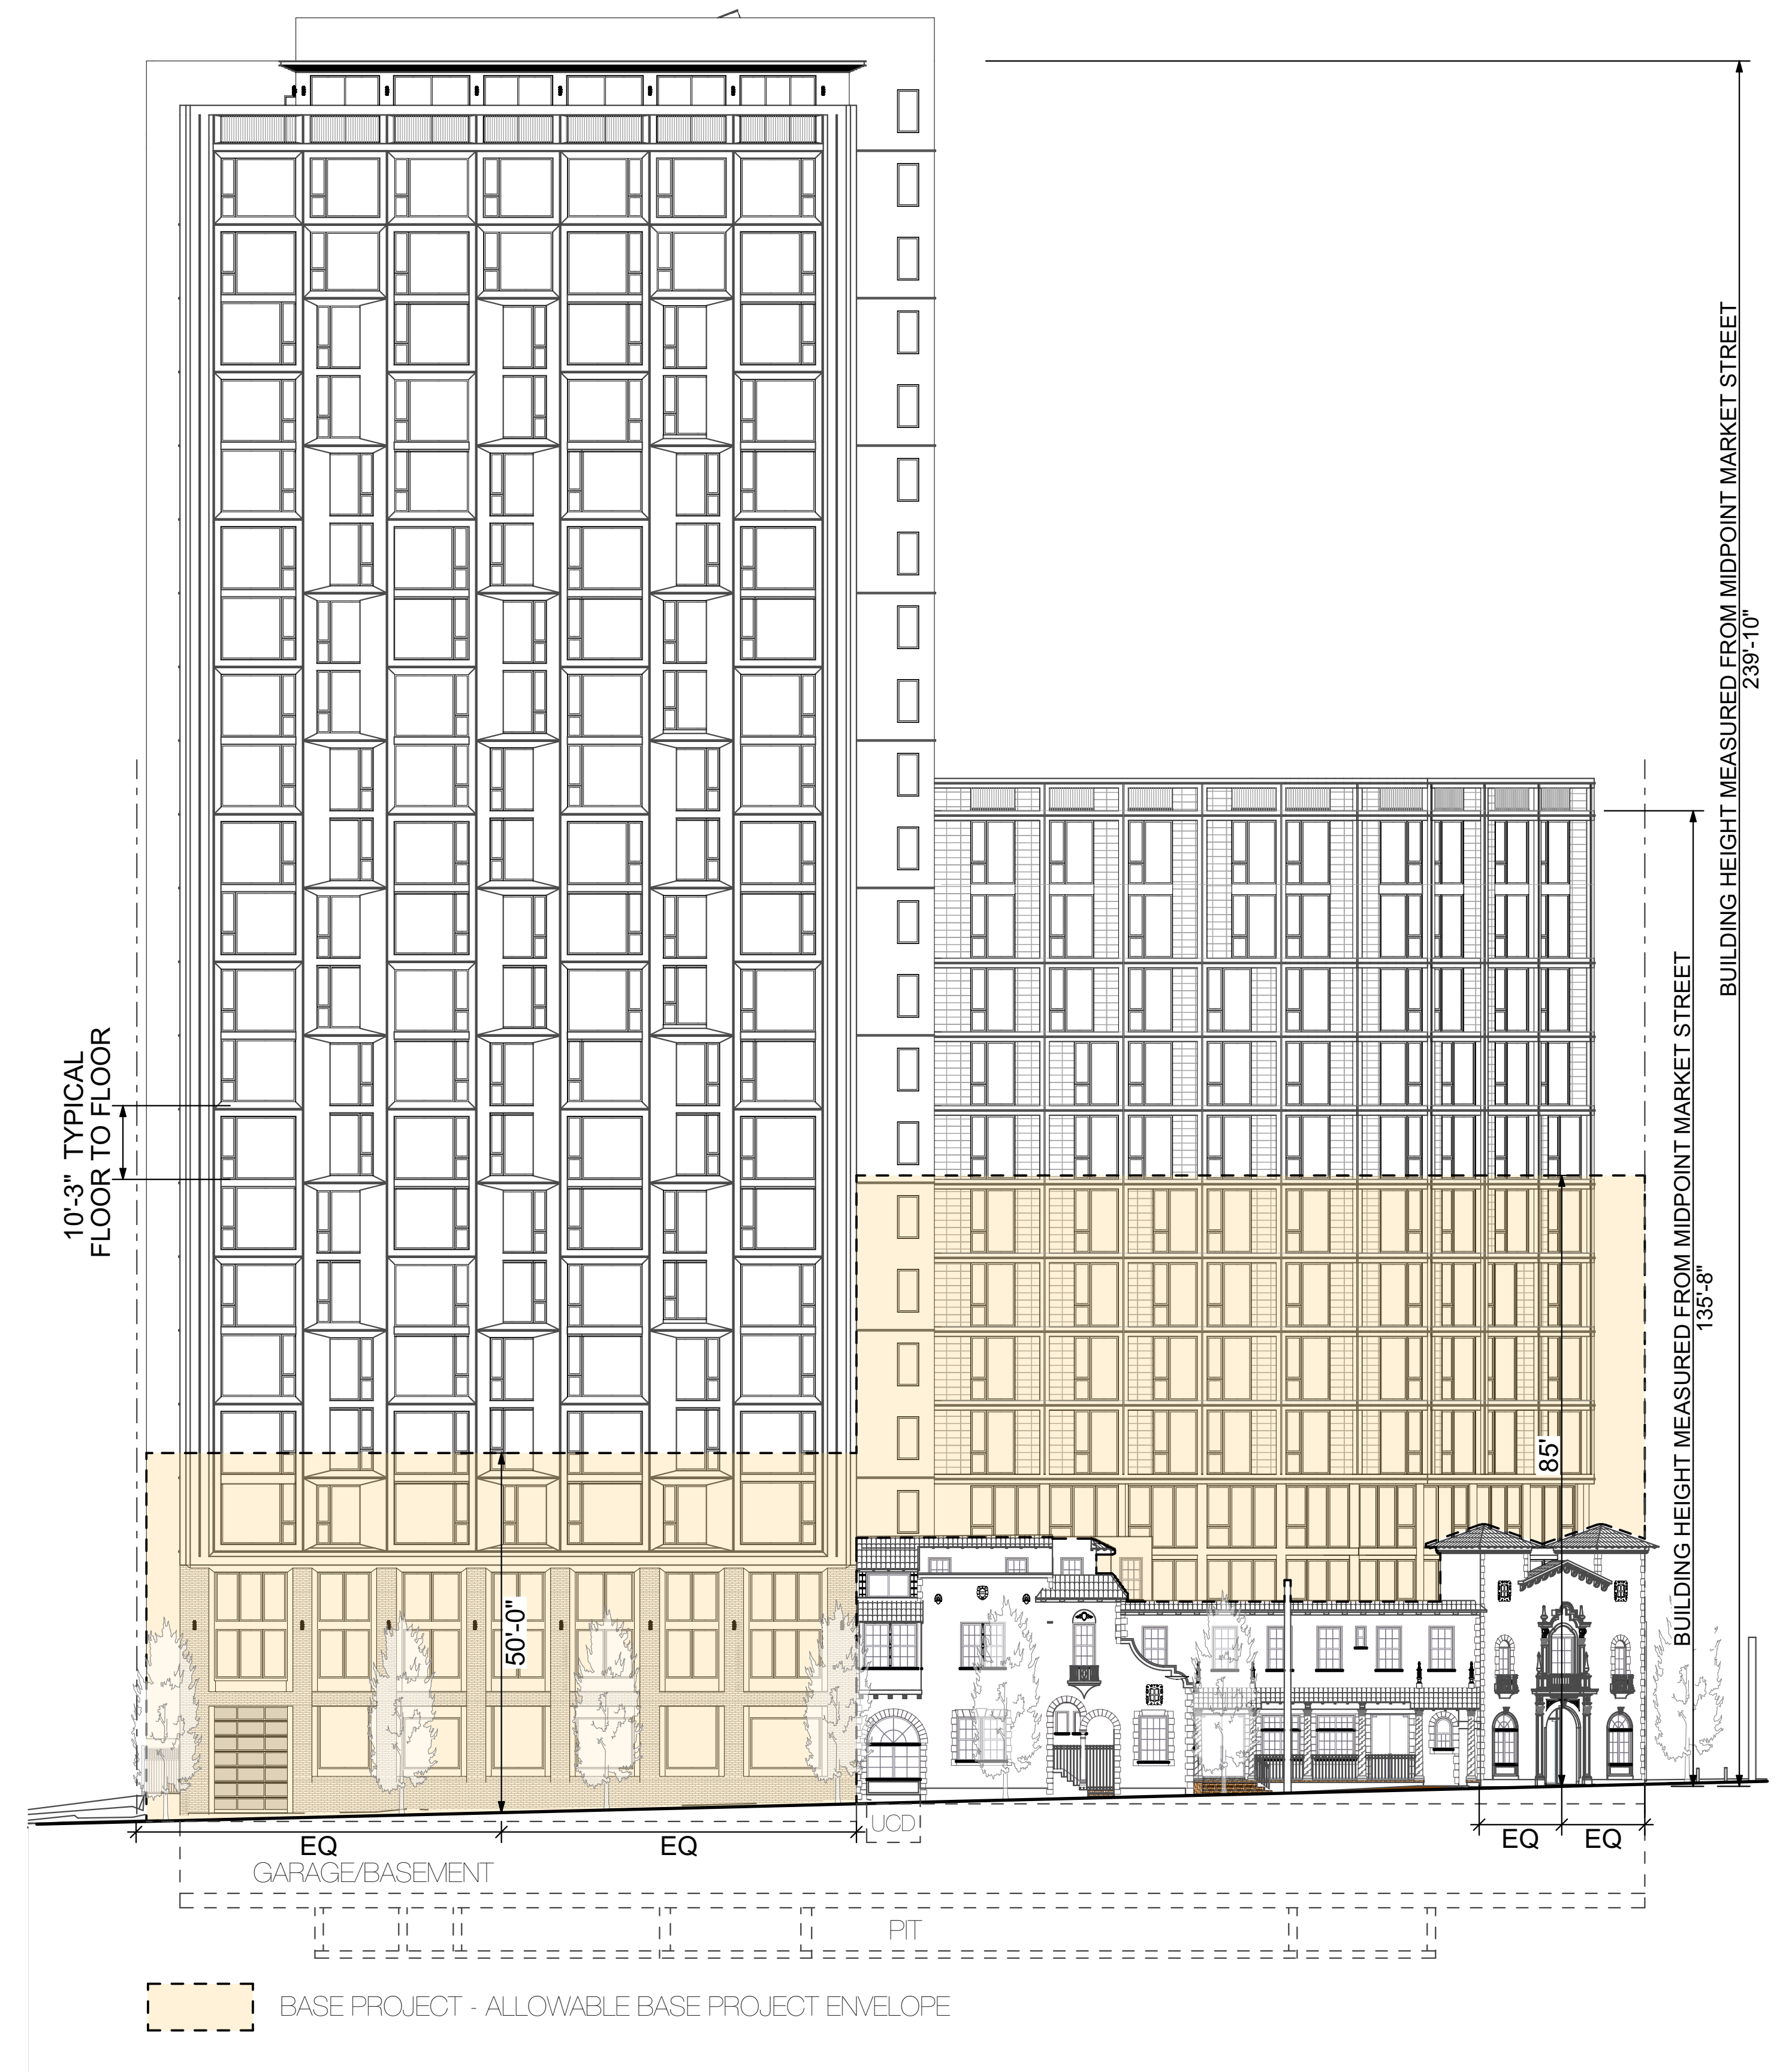 BUILDING HEIGHT MEASURED FROM MIDPOINT MARKET STREET
239'-10"
BUILDING HEIGHT MEASURED FROM MIDPOINT MARKET STREET
135'-8"
10'-3" TYPICAL
FLOOR TO FLOOR
85'
50'-0"
EQ
EQ
UCD
EQ
EQ
GARAGE/BASEMENT
PIT
BASE PROJECT - ALLOWABLE BASE PROJECT ENVELOPE